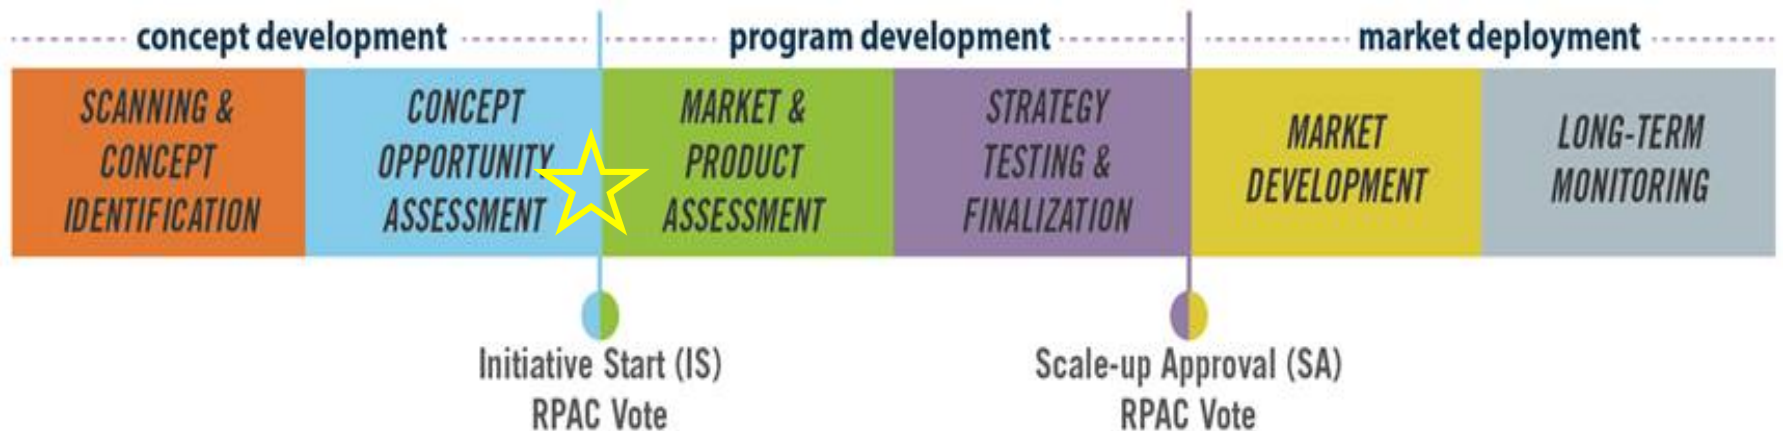 concept development
program development
market deployment
SCANNING &
CONCEPT
IDENTIFICATION
CONCEPT
OPPORTUNITY
ASSESSMENT
MARKET &
PRODUCT
ASSESSMENT
STRATEGY
TESTING &
FINALIZATION
MARKET
DEVELOPMENT
LONG-TERM
MONITORING
Initiative Start (IS)
RPAC Vote
Scale-up Approval (SA)
RPAC Vote